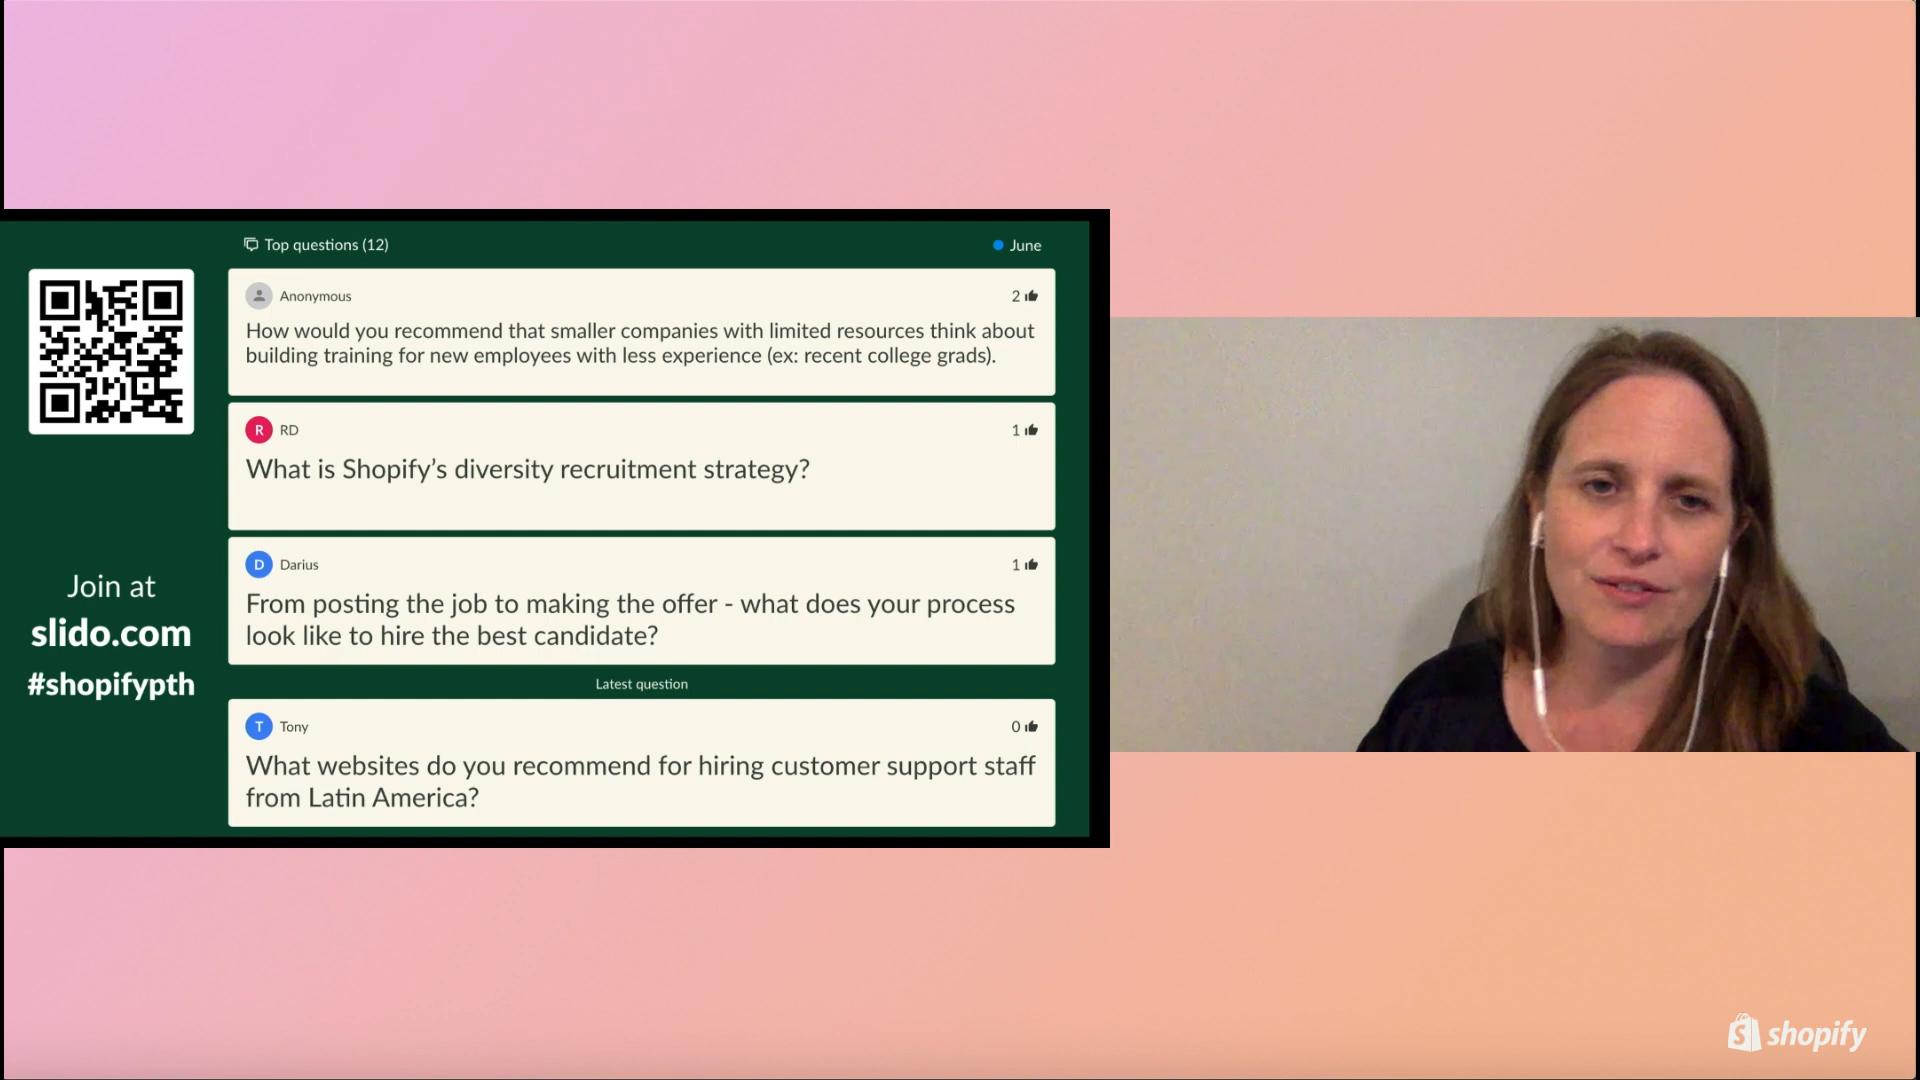 Top questions (12)
June
Anonymous
2
How would you recommend that smaller companies with limited resources think about
building training for new employees with less experience (ex: recent college grads).
RD
1
What is Shopify's diversity recruitment strategy?
Darius
1
From posting the job to making the offer - what does your process
look like to hire the best candidate?
Latest question
Tony
0
What websites do you recommend for hiring customer support staff
from Latin America?
Join at
slido.com
#shopifypth
shopify